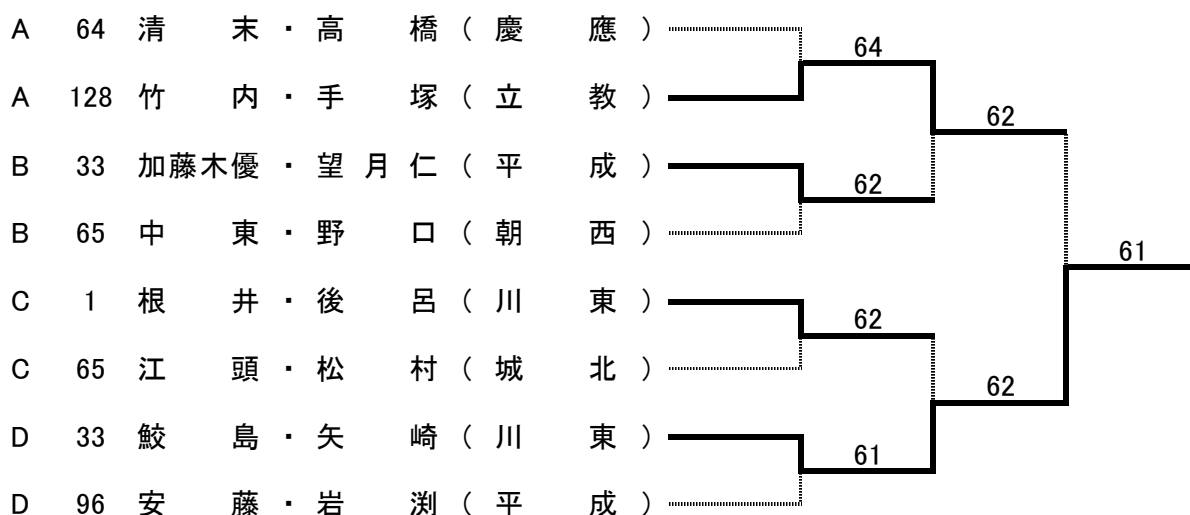 A 64 清末・高橋（慶應）
64
A 128 竹内・手塚（立教）
62
B 33 加藤木優・望月仁（平成）
62
B 65 中東・野口（朝西）
61
C 1 根井・後呂（川東）
62
C 65 江頭・松村（城北）
62
D 33 鮫島・矢崎（川東）
61
D 96 安藤・岩渕（平成）